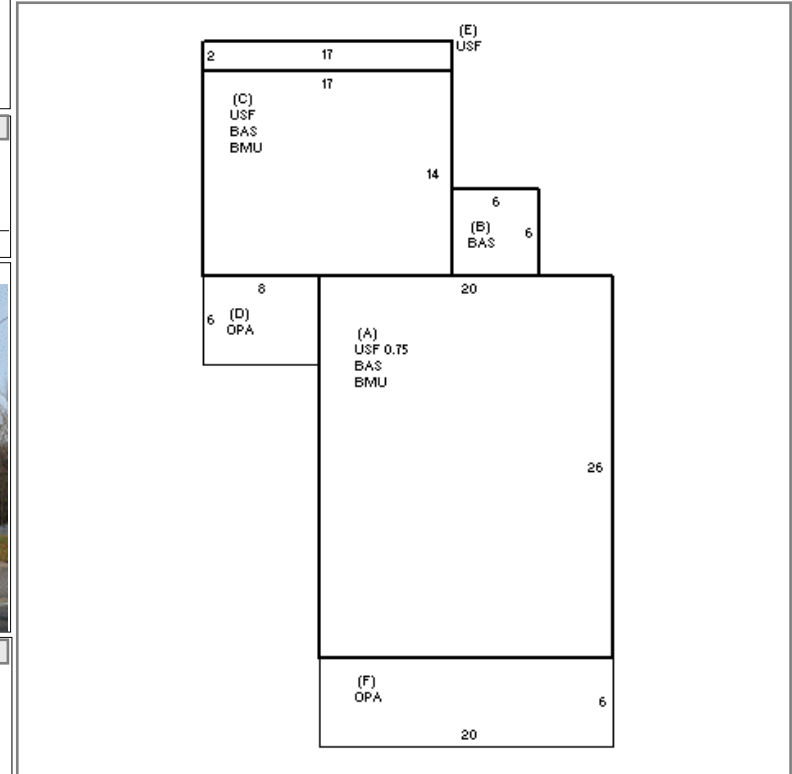 (E)
USF
2
17
17
(C)
USF
BAS
BMU
14
6
(B)
BAS
6
8
20
6
(D)
OPA
(A)
USF 0.75
BAS
BMU
26
(F)
OPA
6
20